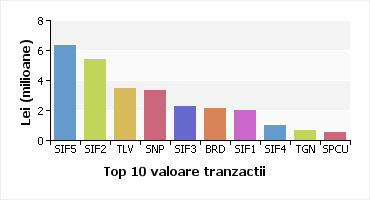 Lei (milioane)
8
6
4
2
0
SIF5 SIF2 TLV SNP SIF3 BRD SIF1 SIF4 TGN SPCU
Top 10 valoare tranzactii